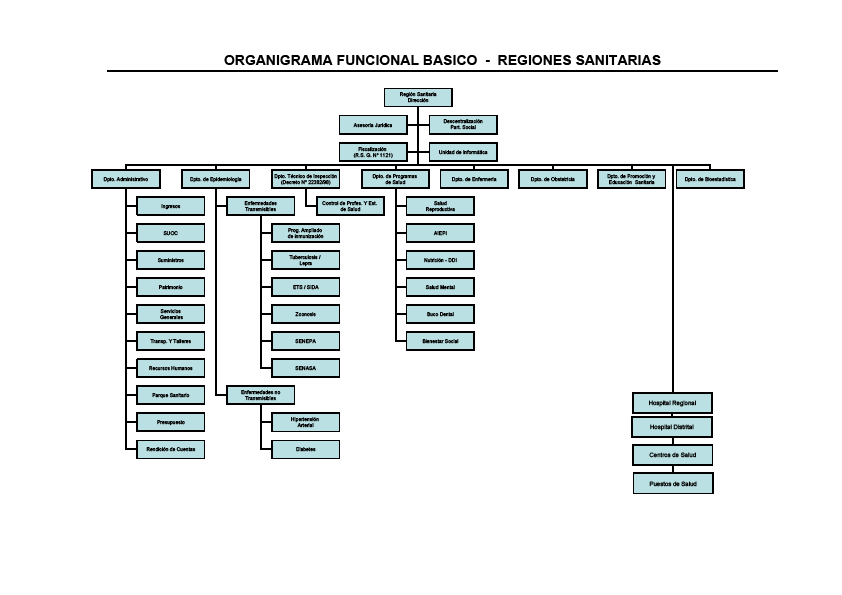 ORGANIGRAMA FUNCIONAL BASICO - REGIONES SANITARIAS
Región Sanitaria
Dirección
Asesoría Jurídica
Descentralización
Part. Social
Fiscalización
(R.S. G. Nº 1121)
Unidad de Informática
Dpto. Administrativo
Dpto. de Epidemiología
Dpto. Técnico de Inspección
(Decreto Nº 22382/98)
Dpto. de Programas
de Salud
Dpto. de Enfermería
Dpto. de Obstetricia
Dpto. de Promoción y
Educación Sanitaria
Dpto. de Bioestadística
Ingresos
SUOC
Suministros
Patrimonio
Servicios
Generales
Transp. Y Talleres
Recursos Humanos
Parque Sanitario
Presupuesto
Rendición de Cuentas
Enfermedades
Transmisibles
Prog. Ampliado
de Inmunización
Tuberculosis /
Lepra
ETS / SIDA
Zoonosis
SENEPA
SENASA
Enfermedades no
Transmisibles
Hipertensión
Arterial
Diabetes
Control de Profes. Y Est.
de Salud
Salud
Reproductiva
AIEPI
Nutrición - DDI
Salud Mental
Buco Dental
Bienestar Social
Hospital Regional
Hospital Distrital
Centros de Salud
Puestos de Salud